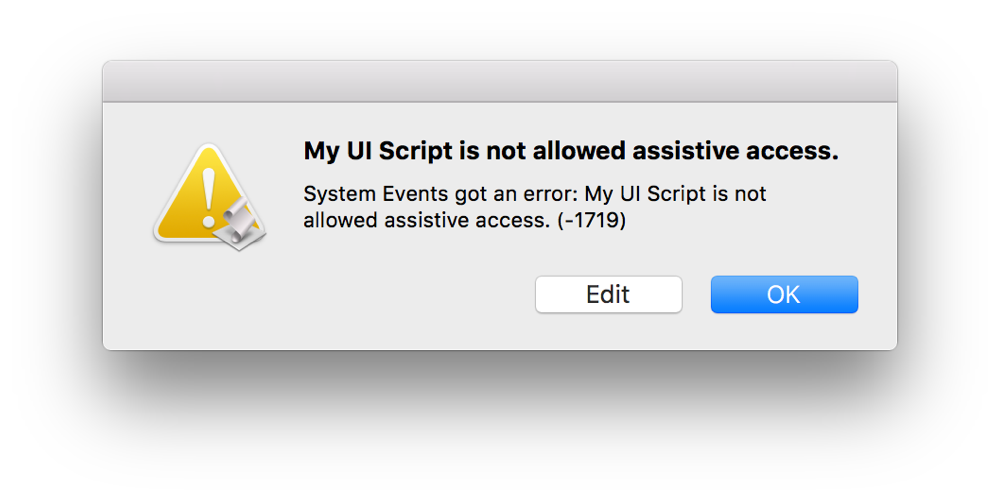 My UI Script is not allowed assistive access.
System Events got an error: My UI Script is not
allowed assistive access. (-1719)
Edit
OK